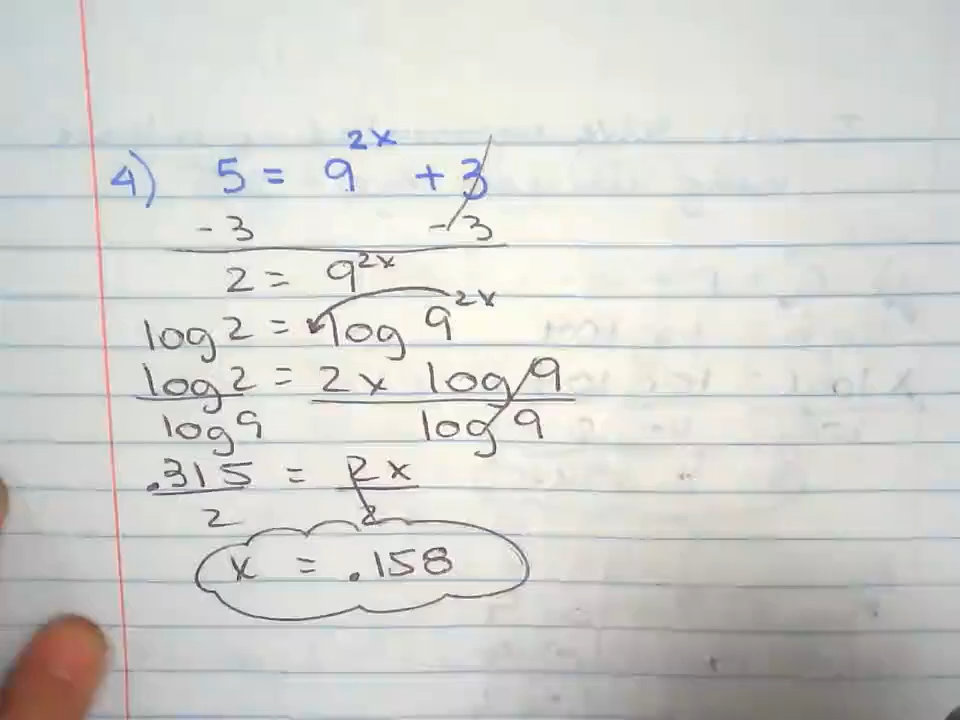 4) 5 = 9^2x + 3
-3 -3
2 = 9^2x
log 2 = log 9^2x
log 2 = 2x log 9
log 9 log 9
.315 = 2x
2 2
x = .158